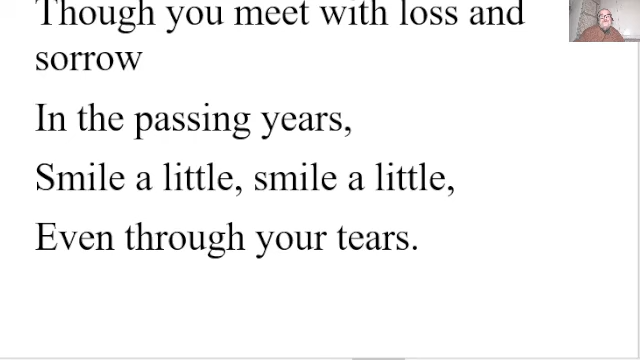 Though you meet with loss and
sorrow
In the passing years,
Smile a little, smile a little,
Even through your tears.